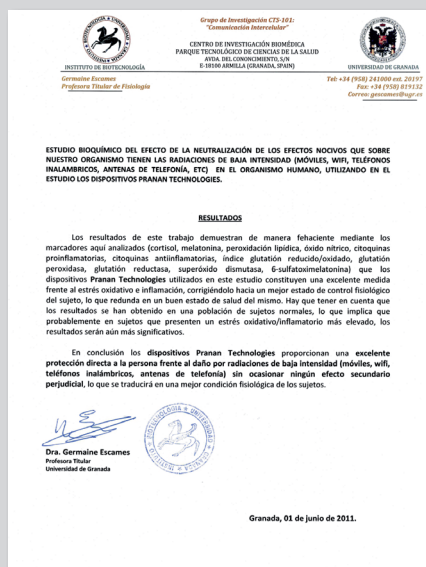 Grupo de Investigación CTS-101:
"Comunicación Intercelular"
CENTRO DE INVESTIGACIÓN BIOMÉDICA
PARQUE TECNOLÓGICO DE CIENCIAS DE LA SALUD
AVDA. DEL CONONCIMIENTO, S/N
E-18100 ARMILLA (GRANADA, SPAIN)
INSTITUTO DE BIOTECNOLOGÍA
UNIVERSIDAD DE GRANADA
Germaine Escames
Profesora Titular de Fisiología
Tel: +34 (958) 241000 ext. 20197
Fax: +34 (958) 819132
Correo: gescames@ugr.es
ESTUDIO BIOQUÍMICO DEL EFECTO DE LA NEUTRALIZACIÓN DE LOS EFECTOS NOCIVOS QUE SOBRE
NUESTRO ORGANISMO TIENEN LAS RADIACIONES DE BAJA INTENSIDAD (MÓVILES, WIFI, TELÉFONOS
INALAMBRICOS, ANTENAS DE TELEFONÍA, ETC) EN EL ORGANISMO HUMANO, UTILIZANDO EN EL
ESTUDIO LOS DISPOSITIVOS PRANAN TECHNOLOGIES.
RESULTADOS
Los resultados de este trabajo demuestran de manera fehaciente mediante los
marcadores aquí analizados (cortisol, melatonina, peroxidación lipídica, óxido nítrico, citoquinas
proinflamatorias, citoquinas antiinflamatorias, índice glutatión reducido/oxidado, glutatión
peroxidasa, glutatión reductasa, superóxido dismutasa, 6-sulfatoximelatonina) que los
dispositivos Pranan Technologies utilizados en este estudio constituyen una excelente medida
frente al estrés oxidativo e inflamación, corrigiéndolo hacia un mejor estado de control fisiológico
del sujeto, lo que redunda en un buen estado de salud del mismo. Hay que tener en cuenta que
los resultados se han obtenido en una población de sujetos normales, lo que implica que
probablemente en sujetos que presenten un estrés oxidativo/inflamatorio más elevado, los
resultados serán aún más significativos.
En conclusión los dispositivos Pranan Technologies proporcionan una excelente
protección directa a la persona frente al daño por radiaciones de baja intensidad (móviles, wifi,
teléfonos inalámbricos, antenas de telefonía) sin ocasionar ningún efecto secundario
perjudicial, lo que se traducirá en una mejor condición fisiológica de los sujetos.
Dra. Germaine Escames
Profesora Titular
Universidad de Granada
Granada, 01 de junio de 2011.